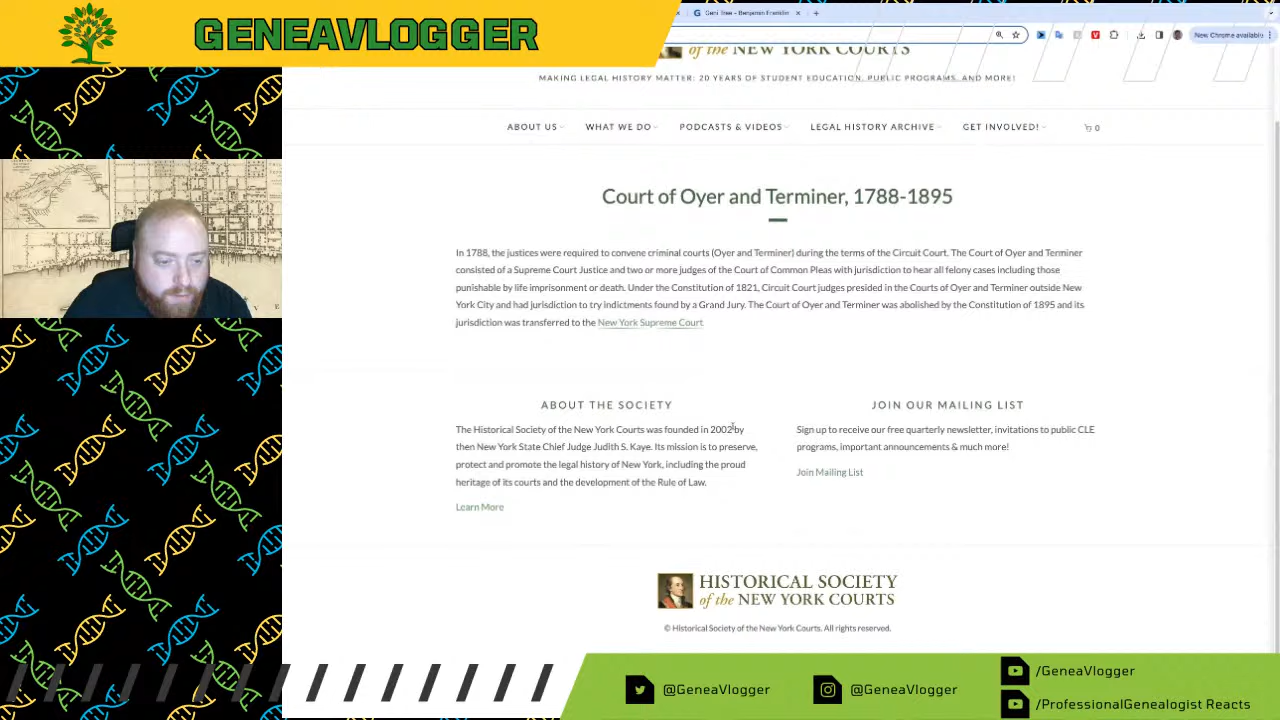 GENEAVLOGGER
Geni Tree - Benjamin Franklin
New Chrome available
of the NEW YORK COURTS
MAKING LEGAL HISTORY MATTER: 20 YEARS OF STUDENT EDUCATION, PUBLIC PROGRAMS, AND MORE!
ABOUT US WHAT WE DO PODCASTS & VIDEOS LEGAL HISTORY ARCHIVE GET INVOLVED! 0
Court of Oyer and Terminer, 1788-1895
In 1788, the justices were required to convene criminal courts (Oyer and Terminer) during the terms of the Circuit Court. The Court of Oyer and Terminer
consisted of a Supreme Court Justice and two or more judges of the Court of Common Pleas with jurisdiction to hear all felony cases including those
punishable by life imprisonment or death. Under the Constitution of 1821, Circuit Court judges presided in the Courts of Oyer and Terminer outside New
York City and had jurisdiction to try indictments found by a Grand Jury. The Court of Oyer and Terminer was abolished by the Constitution of 1895 and its
jurisdiction was transferred to the New York Supreme Court.
ABOUT THE SOCIETY
The Historical Society of the New York Courts was founded in 2002 by
then New York State Chief Judge Judith S. Kaye. Its mission is to preserve,
protect and promote the legal history of New York, including the proud
heritage of its courts and the development of the Rule of Law.
Learn More
JOIN OUR MAILING LIST
Sign up to receive our free quarterly newsletter, invitations to public CLE
programs, important announcements & much more!
Join Mailing List
HISTORICAL SOCIETY
of the NEW YORK COURTS
© Historical Society of the New York Courts. All rights reserved.
@GeneaVlogger
@GeneaVlogger
/GeneaVlogger
/ProfessionalGenealogist Reacts